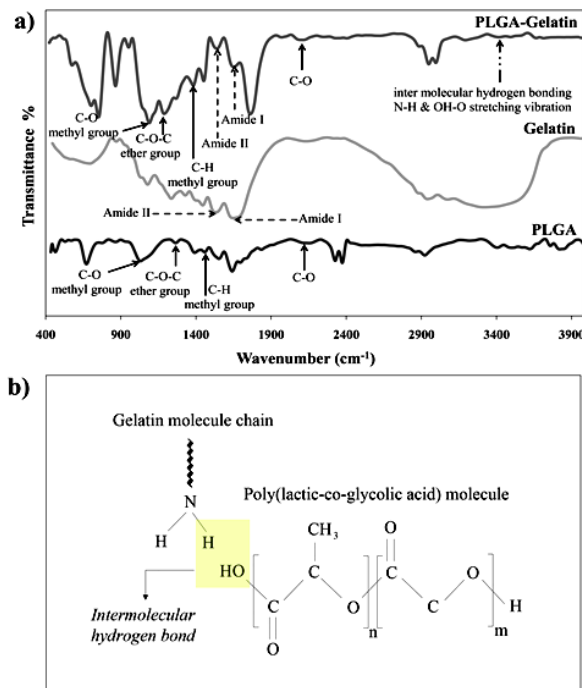 a)
PLGA-Gelatin
C-O
inter molecular hydrogen bonding
N-H & OH-O stretching vibration
C-O
methyl group
C-O-C
ether group
Amide II
Amide I
C-H
methyl group
Gelatin
Amide II
Amide I
PLGA
C-O
methyl group
C-O-C
ether group
C-H
methyl group
C-O
Transmittance %
400 900 1400 1900 2400 2900 3400 3900
Wavenumber (cm⁻¹)
b)
Gelatin molecule chain
Poly(lactic-co-glycolic acid) molecule
N
H H
HO
CH₃
C
O
C
O
n
O
C
C
O
H
m
Intermolecular
hydrogen bond